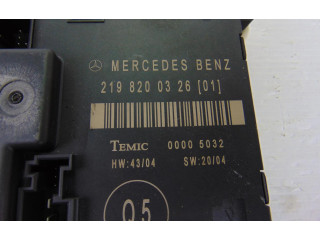 MERCEDES BENZ
219 820 03 26 [01]
TEMIC 0000 5032
HW:43/04 SW:20/04
Q5